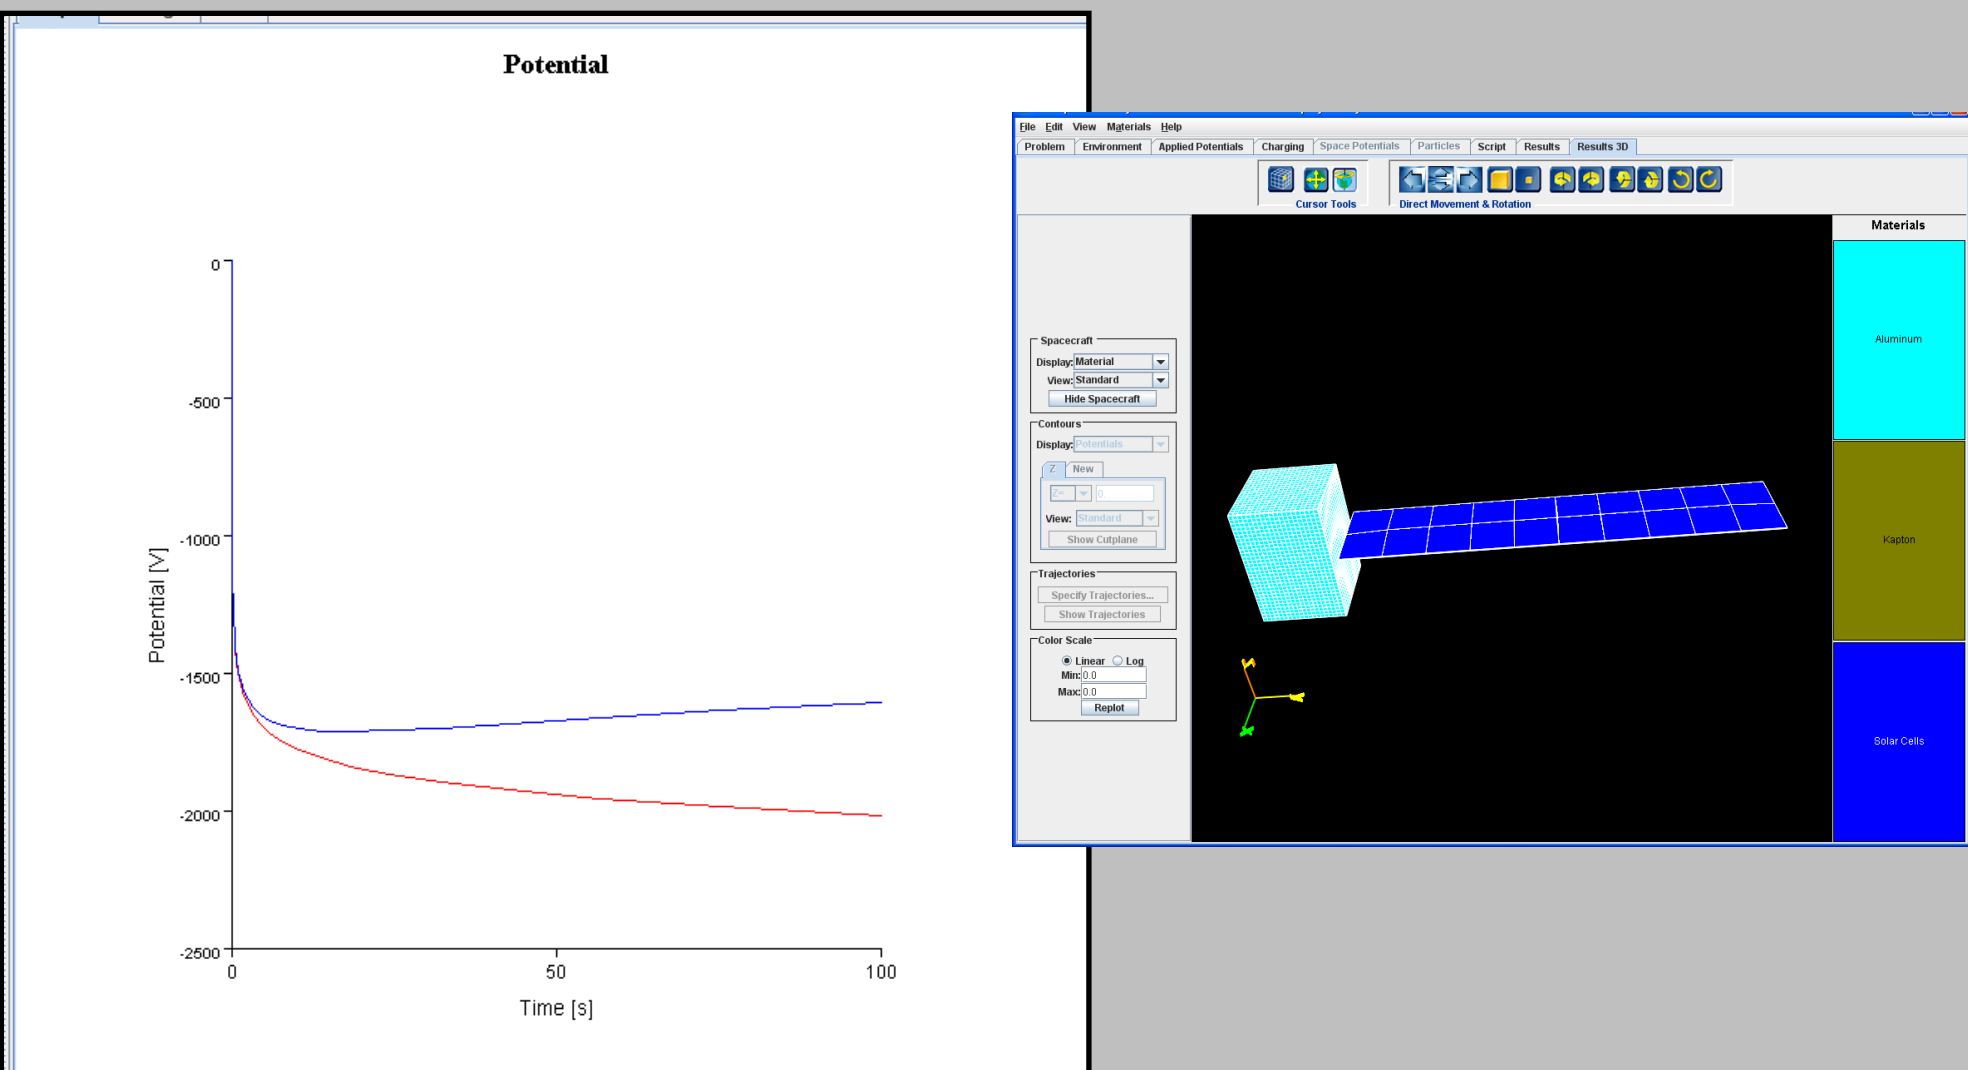 Potential
0
-500
-1000
-1500
-2000
-2500
0 50 100
Potential [V]
Time [s]
File Edit View Materials Help
Problem Environment Applied Potentials Charging Space Potentials Particles Script Results Results 3D
Cursor Tools Direct Movement & Rotation
Spacecraft
Display: Material
View: Standard
Hide Spacecraft
Contours
Display: Potentials
Z New
Z= 0
View: Standard
Show Cutplane
Trajectories
Specify Trajectories...
Show Trajectories
Color Scale
Linear Log
Min: 0.0
Max: 0.0
Replot
Materials
Aluminum
Kapton
Solar Cells